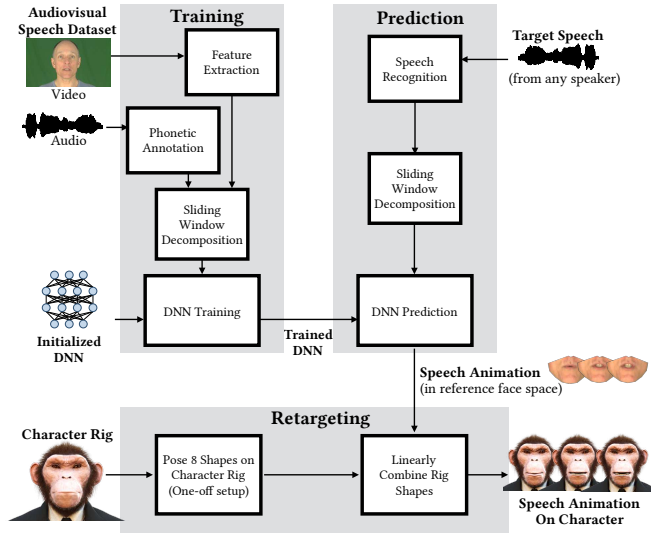 Audiovisual
Speech Dataset
Video
Audio
Training
Feature
Extraction
Phonetic
Annotation
Sliding
Window
Decomposition
Initialized
DNN
DNN Training
Trained
DNN
Prediction
Speech
Recognition
Target Speech
(from any speaker)
Sliding
Window
Decomposition
DNN Prediction
Speech Animation
(in reference face space)
Retargeting
Character Rig
Pose 8 Shapes on
Character Rig
(One-off setup)
Linearly
Combine Rig
Shapes
Speech Animation
On Character